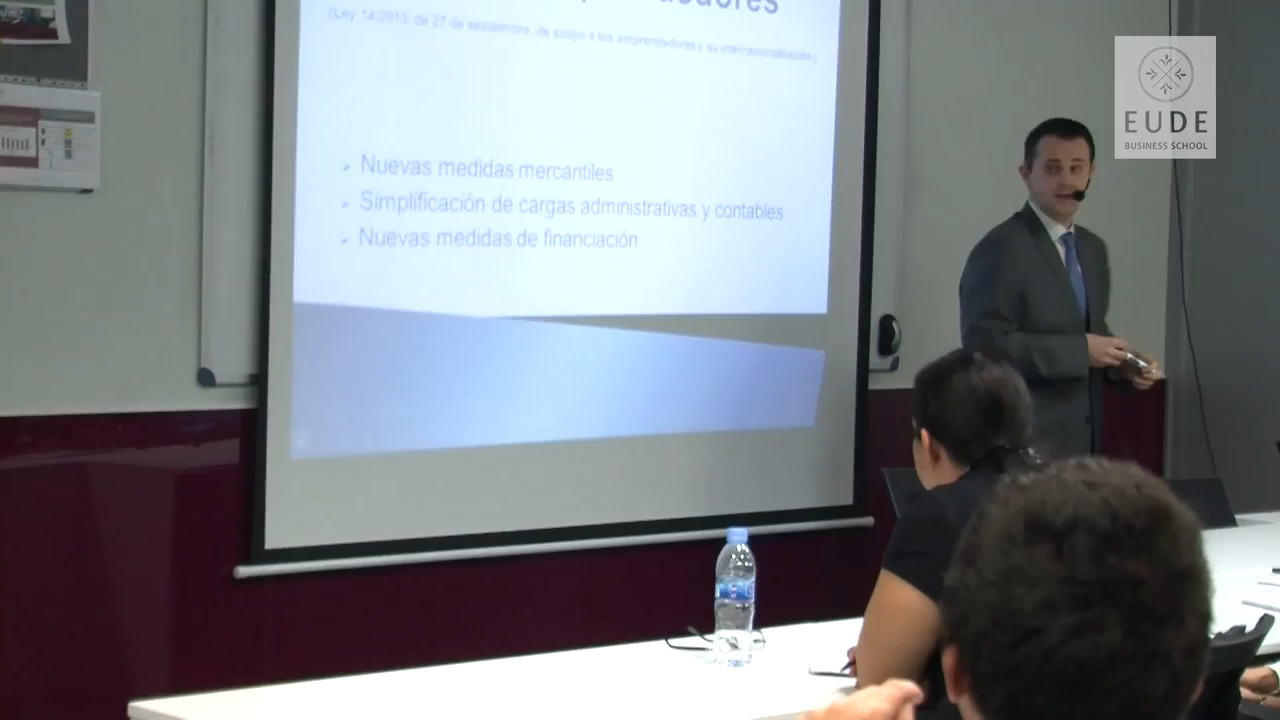 (Ley 14/2013, de 27 de septiembre, de apoyo a los emprendedores y su internacionalización)
Nuevas medidas mercantiles
Simplificación de cargas administrativas y contables
Nuevas medidas de financiación
EUDE
BUSINESS SCHOOL